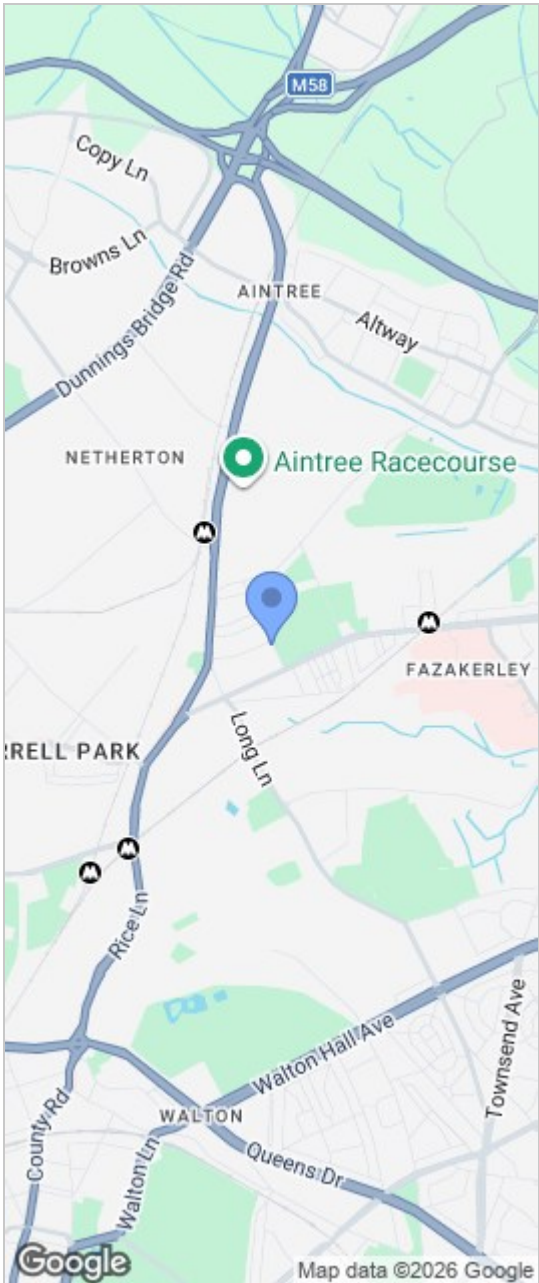 M58
Copy Ln
Browns Ln
AINTREE
Dunnings Bridge Rd
Altway
NETHERTON
Aintree Racecourse
FAZAKERLEY
Long Ln
RRELL PARK
Rice Ln
Townsend Ave
Walton Hall Ave
WALTON
County Rd
Walton Ln
Queens Dr
Google
Map data ©2026 Google